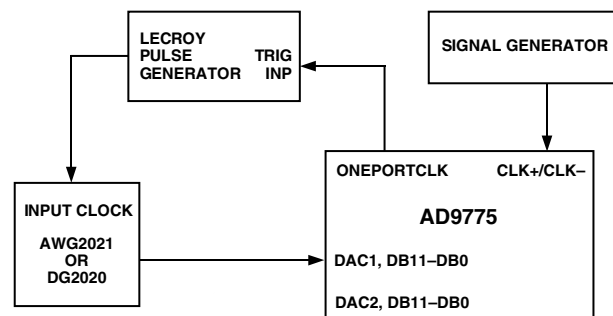 LECROY
PULSE TRIG
GENERATOR INP
SIGNAL GENERATOR
ONEPORTCLK CLK+/CLK–
AD9775
INPUT CLOCK
AWG2021
OR
DG2020
DAC1, DB11–DB0
DAC2, DB11–DB0